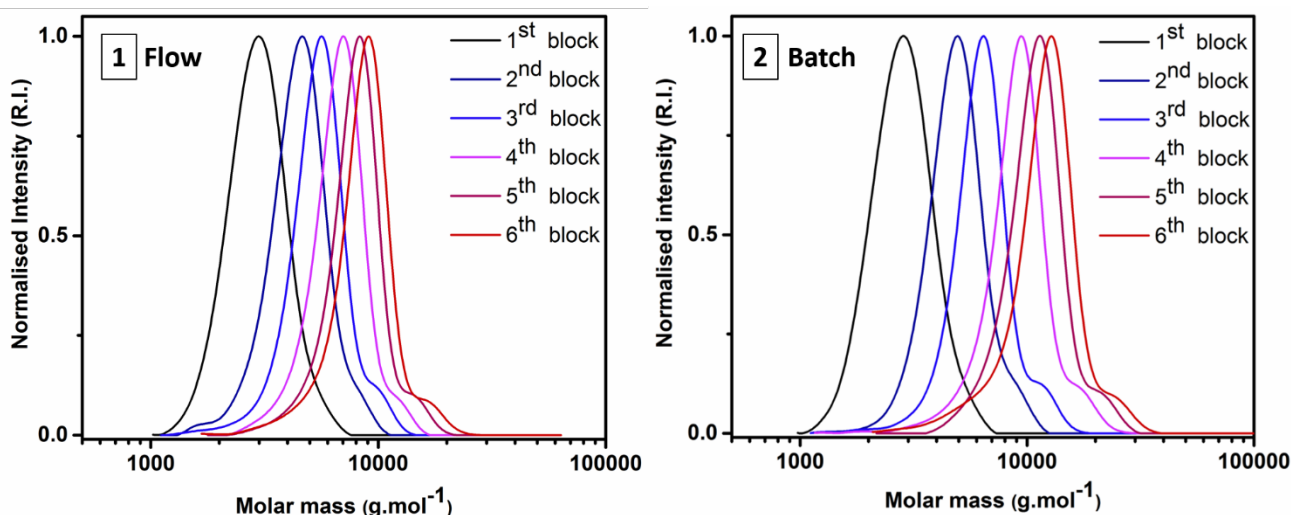 1 Flow
Normalised Intensity (R.I.)
1.0
0.5
0.0
1st block
2nd block
3rd block
4th block
5th block
6th block
1000
10000
100000
Molar mass (g.mol-1)
2 Batch
Normalised intensity (R.I.)
1.0
0.5
0.0
1st block
2nd block
3rd block
4th block
5th block
6th block
1000
10000
100000
Molar mass (g.mol-1)